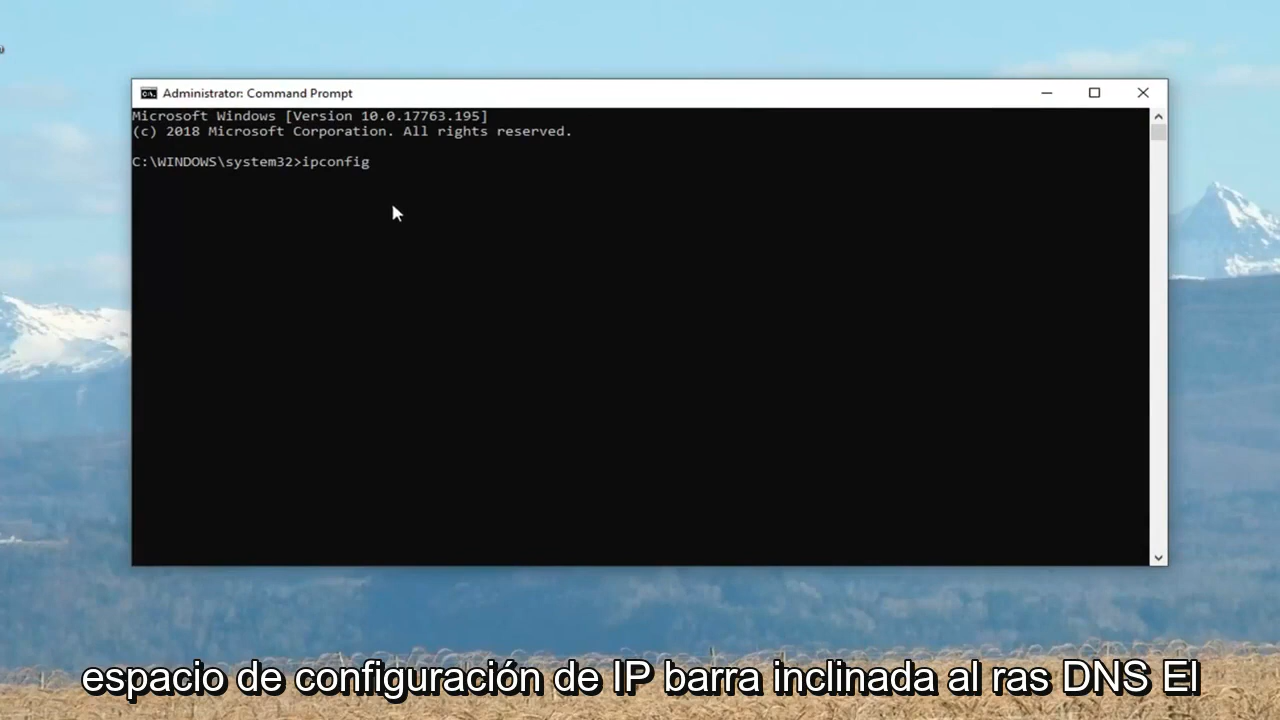 Administrator: Command Prompt
Microsoft Windows [Version 10.0.17763.195]
(c) 2018 Microsoft Corporation. All rights reserved.
C:\WINDOWS\system32>ipconfig
espacio de configuración de IP barra inclinada al ras DNS El